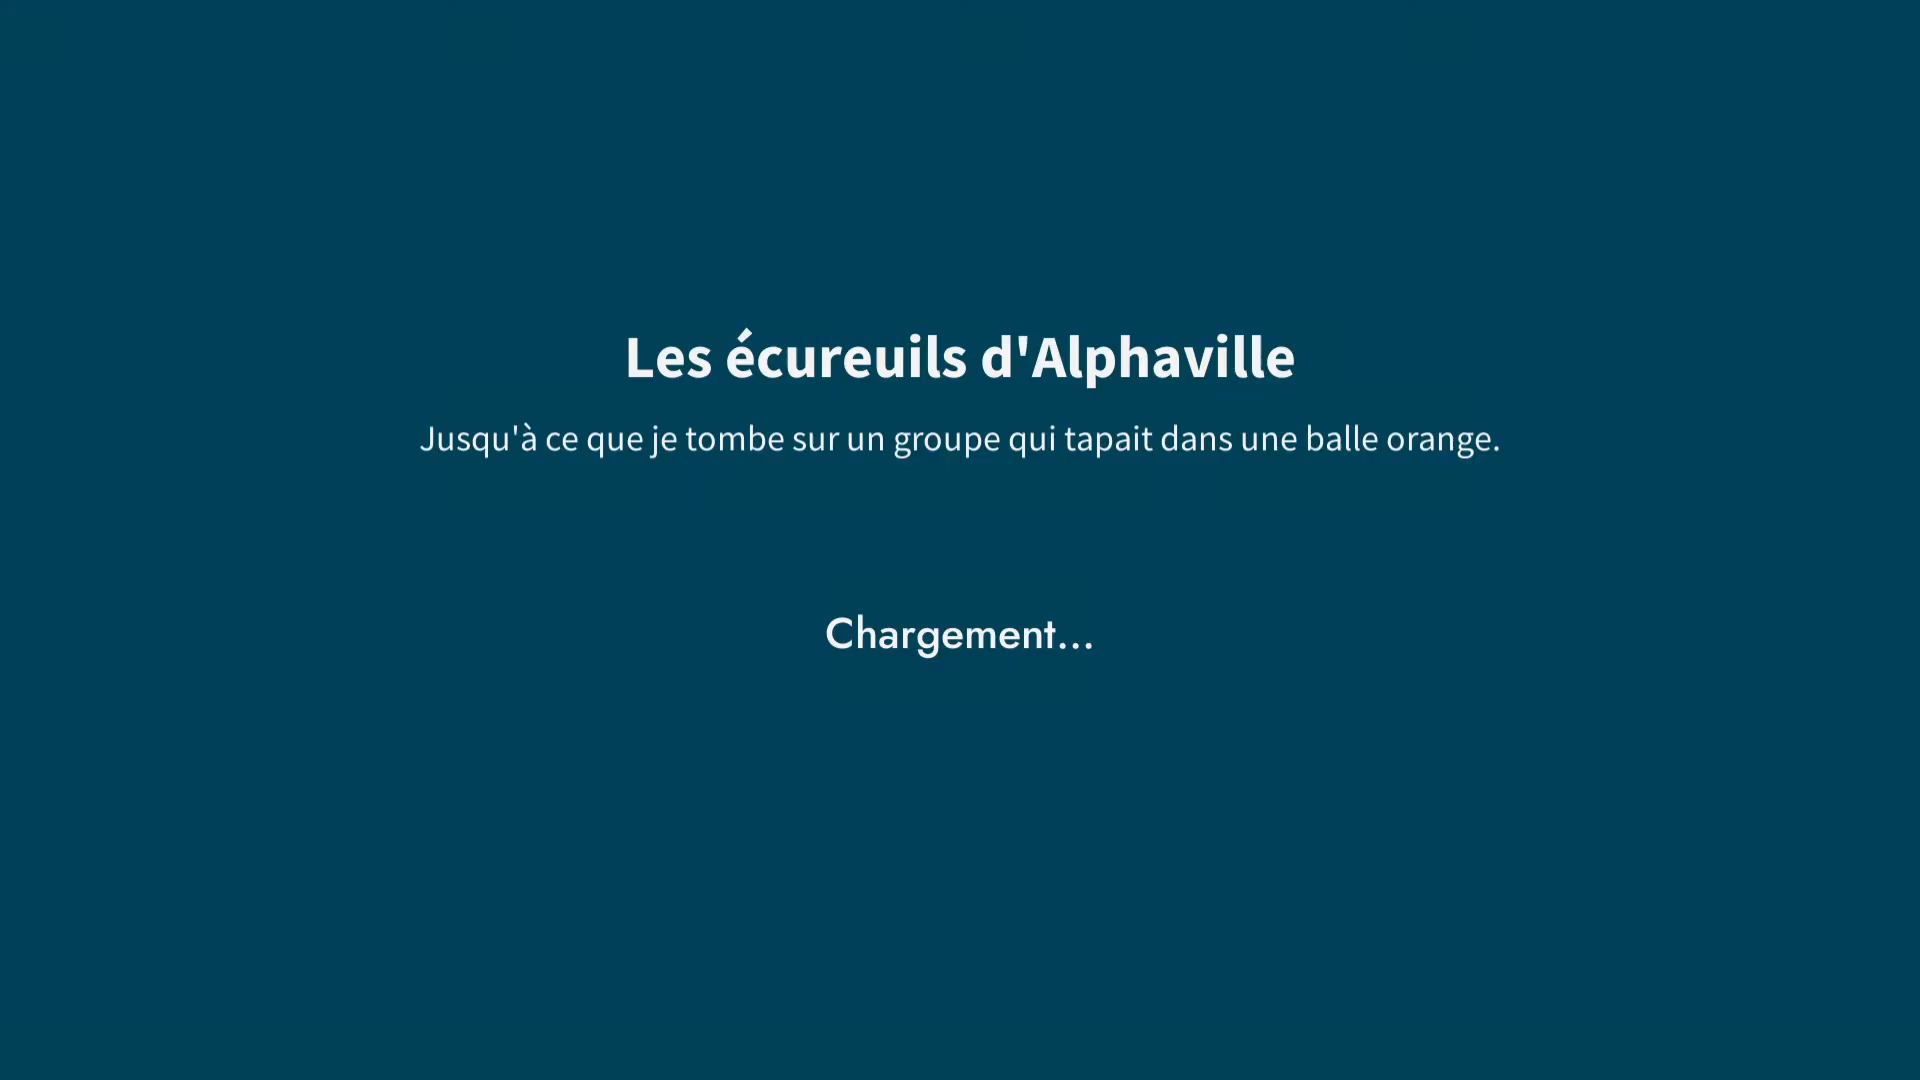 Les écureuils d'Alphaville
Jusqu'à ce que je tombe sur un groupe qui tapait dans une balle orange.
Chargement...